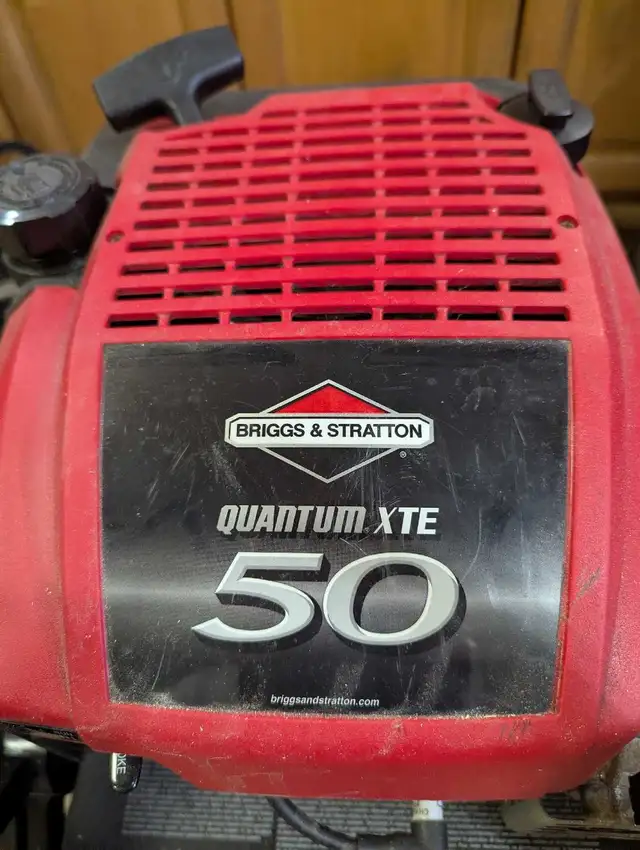 BRIGGS & STRATTON
®
QUANTUM XTE
50
briggsandstratton.com